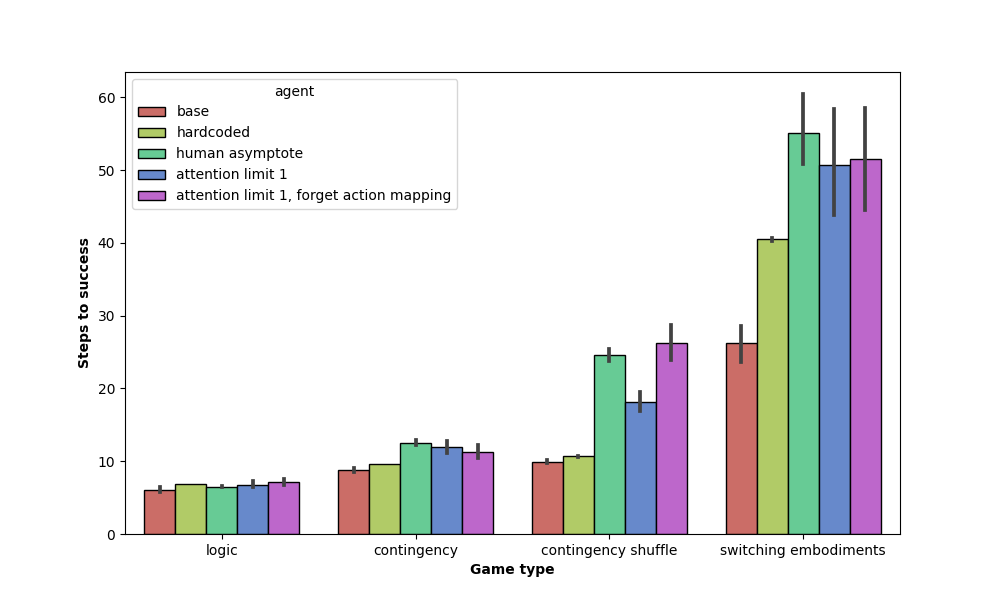 agent
base
hardcoded
human asymptote
attention limit 1
attention limit 1, forget action mapping
Steps to success
60
50
40
30
20
10
0
logic
contingency
contingency shuffle
switching embodiments
Game type